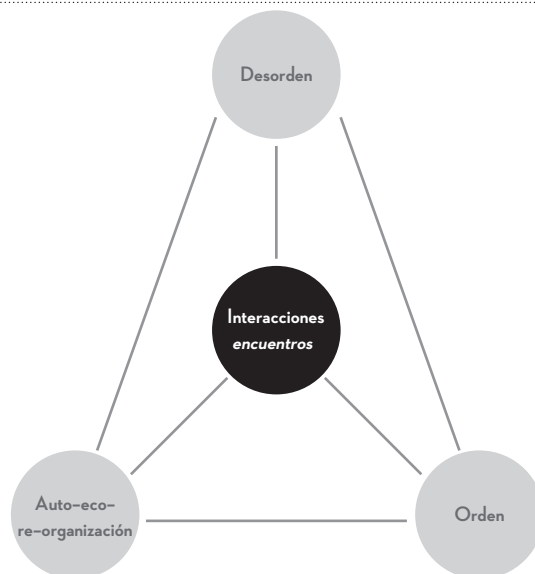 Desorden
Interacciones
encuentros
Auto-eco-
re-organización
Orden